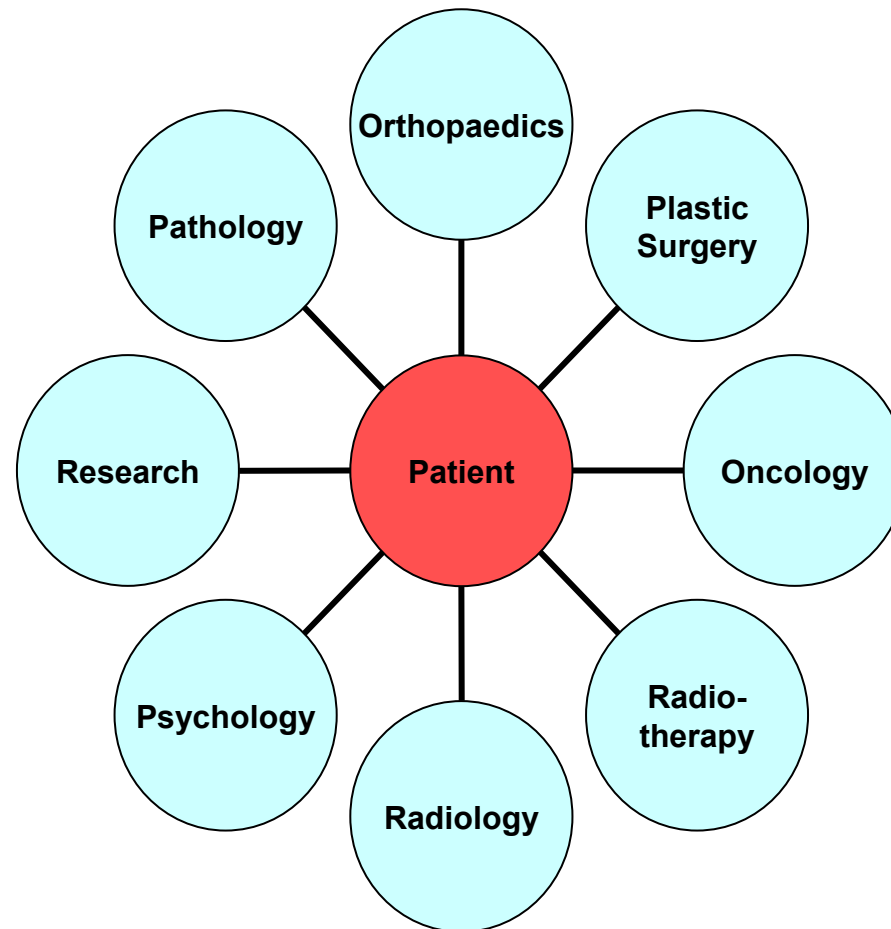 Orthopaedics
Plastic
Surgery
Pathology
Research
Patient
Oncology
Radio-
therapy
Psychology
Radiology